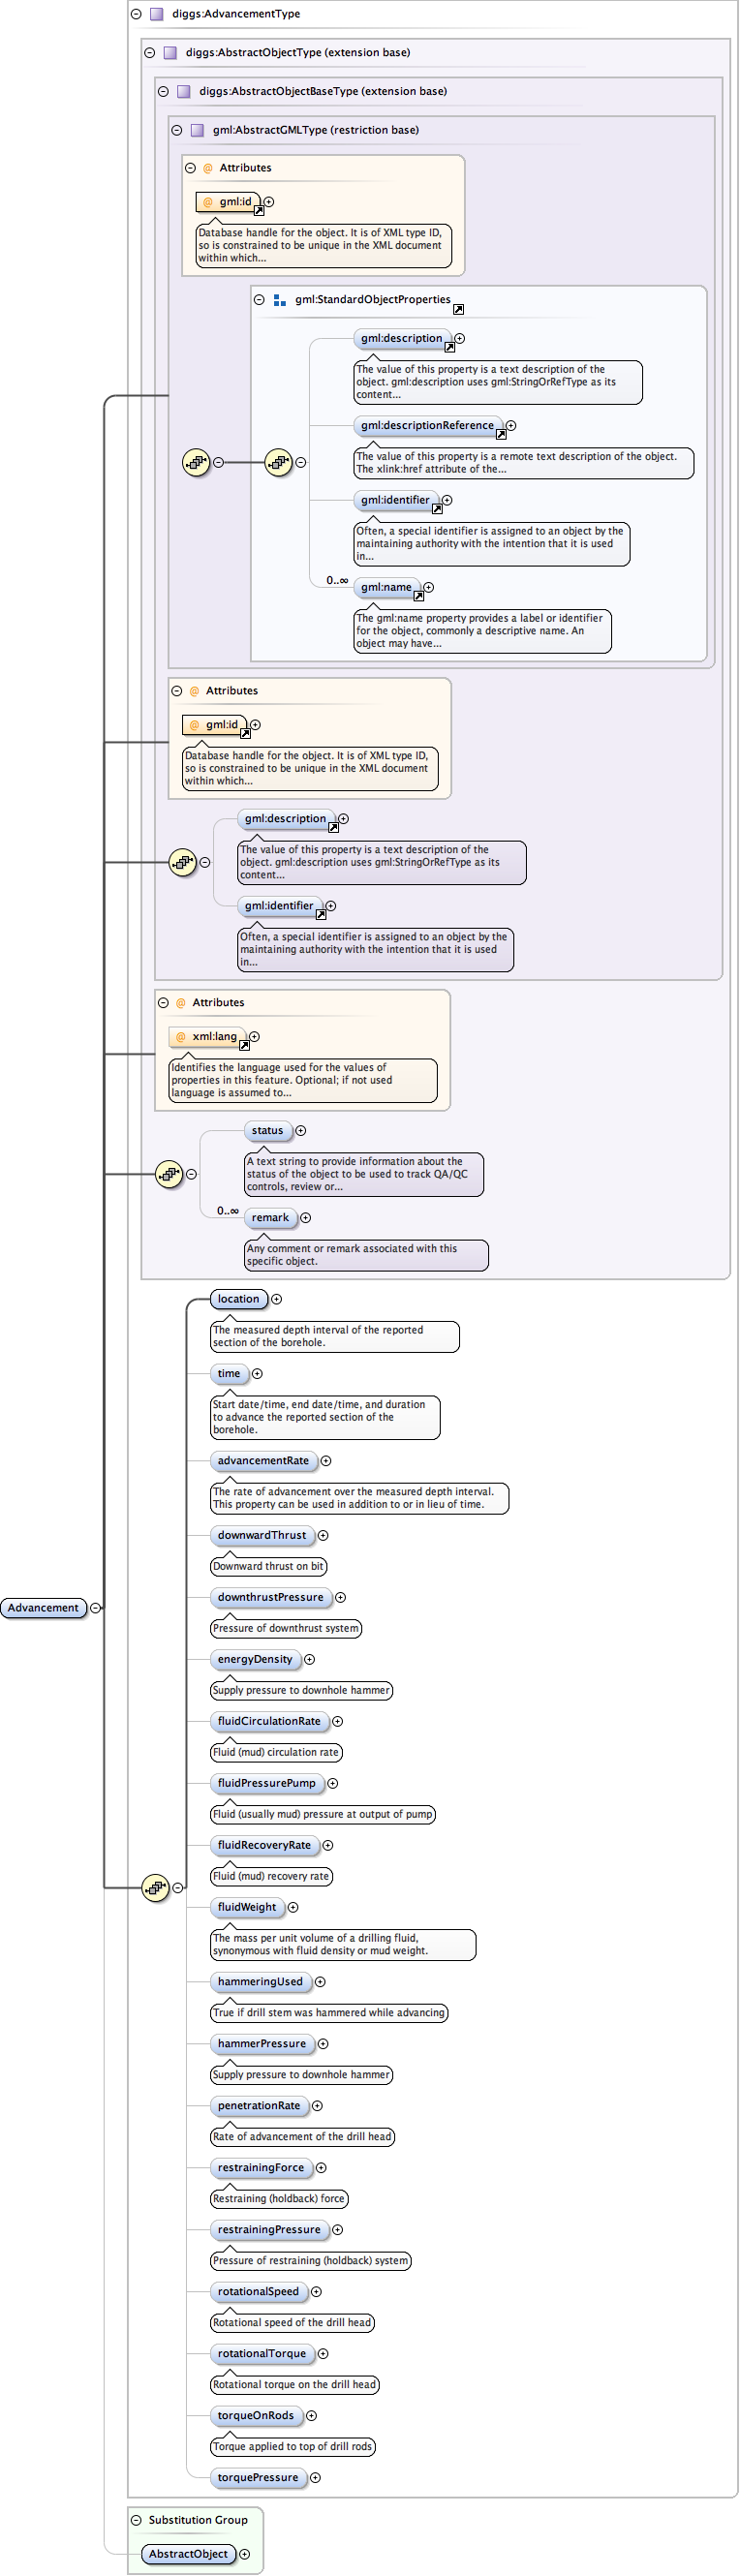 diggs:AdvancementType
diggs:AbstractObjectType (extension base)
diggs:AbstractObjectBaseType (extension base)
gml:AbstractGMLType (restriction base)
@ Attributes
@ gml:id
Database handle for the object. It is of XML type ID,
so is constrained to be unique in the XML document
within which...
gml:StandardObjectProperties
gml:description
The value of this property is a text description of the
object. gml:description uses gml:StringOrRefType as its
content...
gml:descriptionReference
The value of this property is a remote text description of the object.
The xlink:href attribute of the...
gml:identifier
Often, a special identifier is assigned to an object by the
maintaining authority with the intention that it is used
in...
0..∞
gml:name
The gml:name property provides a label or identifier
for the object, commonly a descriptive name. An
object may have...
@ Attributes
@ gml:id
Database handle for the object. It is of XML type ID,
so is constrained to be unique in the XML document
within which...
gml:description
The value of this property is a text description of the
object. gml:description uses gml:StringOrRefType as its
content...
gml:identifier
Often, a special identifier is assigned to an object by the
maintaining authority with the intention that it is used
in...
@ Attributes
@ xml:lang
Identifies the language used for the values of
properties in this feature. Optional; if not used
language is assumed to...
status
A text string to provide information about the
status of the object to be used to track QA/QC
controls, review or...
0..∞
remark
Any comment or remark associated with this
specific object.
location
The measured depth interval of the reported
section of the borehole.
time
Start date/time, end date/time, and duration
to advance the reported section of the
borehole.
advancementRate
The rate of advancement over the measured depth interval.
This property can be used in addition to or in lieu of time.
downwardThrust
Downward thrust on bit
downthrustPressure
Advancement
Pressure of downthrust system
energyDensity
Supply pressure to downhole hammer
fluidCirculationRate
Fluid (mud) circulation rate
fluidPressurePump
Fluid (usually mud) pressure at output of pump
fluidRecoveryRate
Fluid (mud) recovery rate
fluidWeight
The mass per unit volume of a drilling fluid,
synonymous with fluid density or mud weight.
hammeringUsed
True if drill stem was hammered while advancing
hammerPressure
Supply pressure to downhole hammer
penetrationRate
Rate of advancement of the drill head
restrainingForce
Restraining (holdback) force
restrainingPressure
Pressure of restraining (holdback) system
rotationalSpeed
Rotational speed of the drill head
rotationalTorque
Rotational torque on the drill head
torqueOnRods
Torque applied to top of drill rods
torquePressure
Substitution Group
AbstractObject